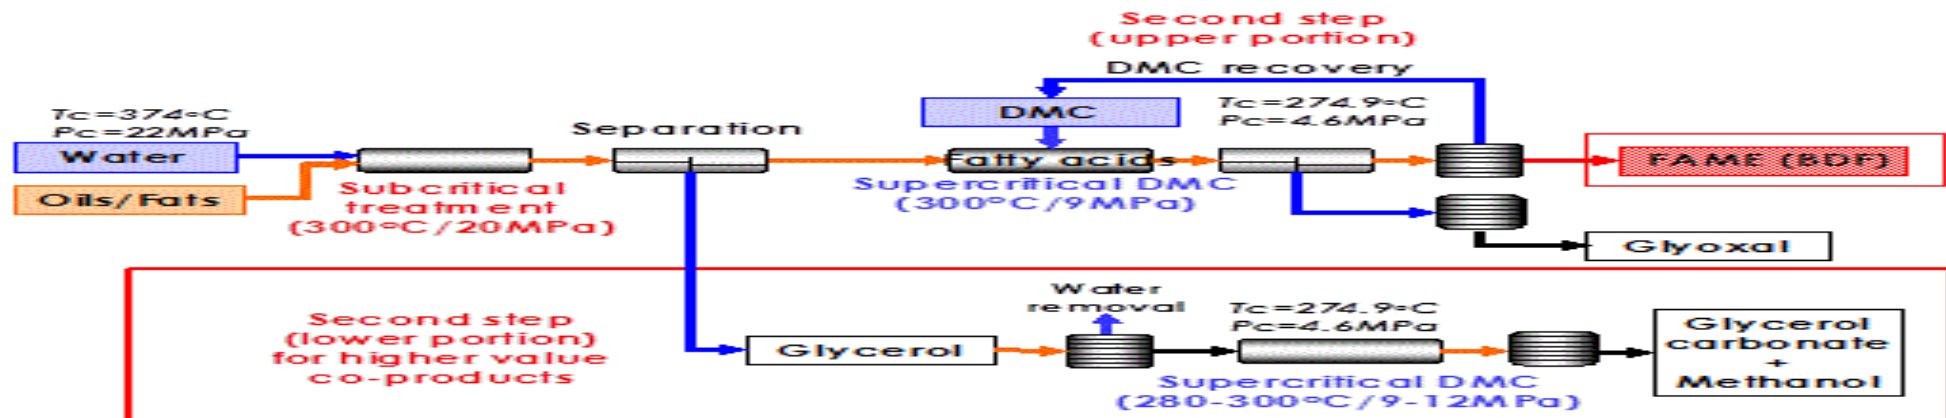 Second step
(upper portion)
DMC recovery
Tc=374°C
Pc=22MPa
Water
Oils/Fats
Subcritical
treatment
(300°C/20MPa)
Separation
DMC
Fatty acids
Supercritical DMC
(300°C/9MPa)
Tc=274.9°C
Pc=4.6MPa
FAME (BDF)
Glyoxal
Second step
(lower portion)
for higher value
co-products
Glycerol
Water
removal
Tc=274.9°C
Pc=4.6MPa
Supercritical DMC
(280-300°C/9-12MPa)
Glycerol
carbonate
+
Methanol